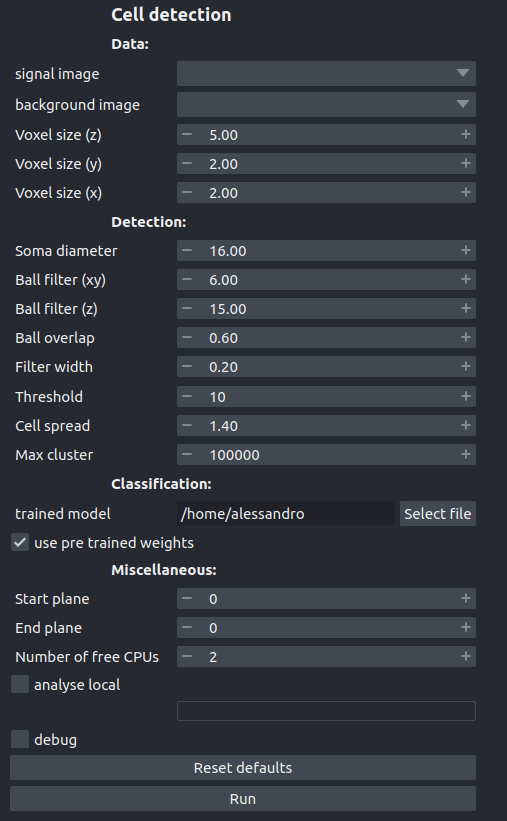 Cell detection
Data:
signal image
background image
Voxel size (z) − 5.00 +
Voxel size (y) − 2.00 +
Voxel size (x) − 2.00 +
Detection:
Soma diameter − 16.00 +
Ball filter (xy) − 6.00 +
Ball filter (z) − 15.00 +
Ball overlap − 0.60 +
Filter width − 0.20 +
Threshold − 10 +
Cell spread − 1.40 +
Max cluster − 100000 +
Classification:
trained model /home/alessandro Select file
use pre trained weights
Miscellaneous:
Start plane − 0 +
End plane − 0 +
Number of free CPUs − 2 +
analyse local
debug
Reset defaults
Run